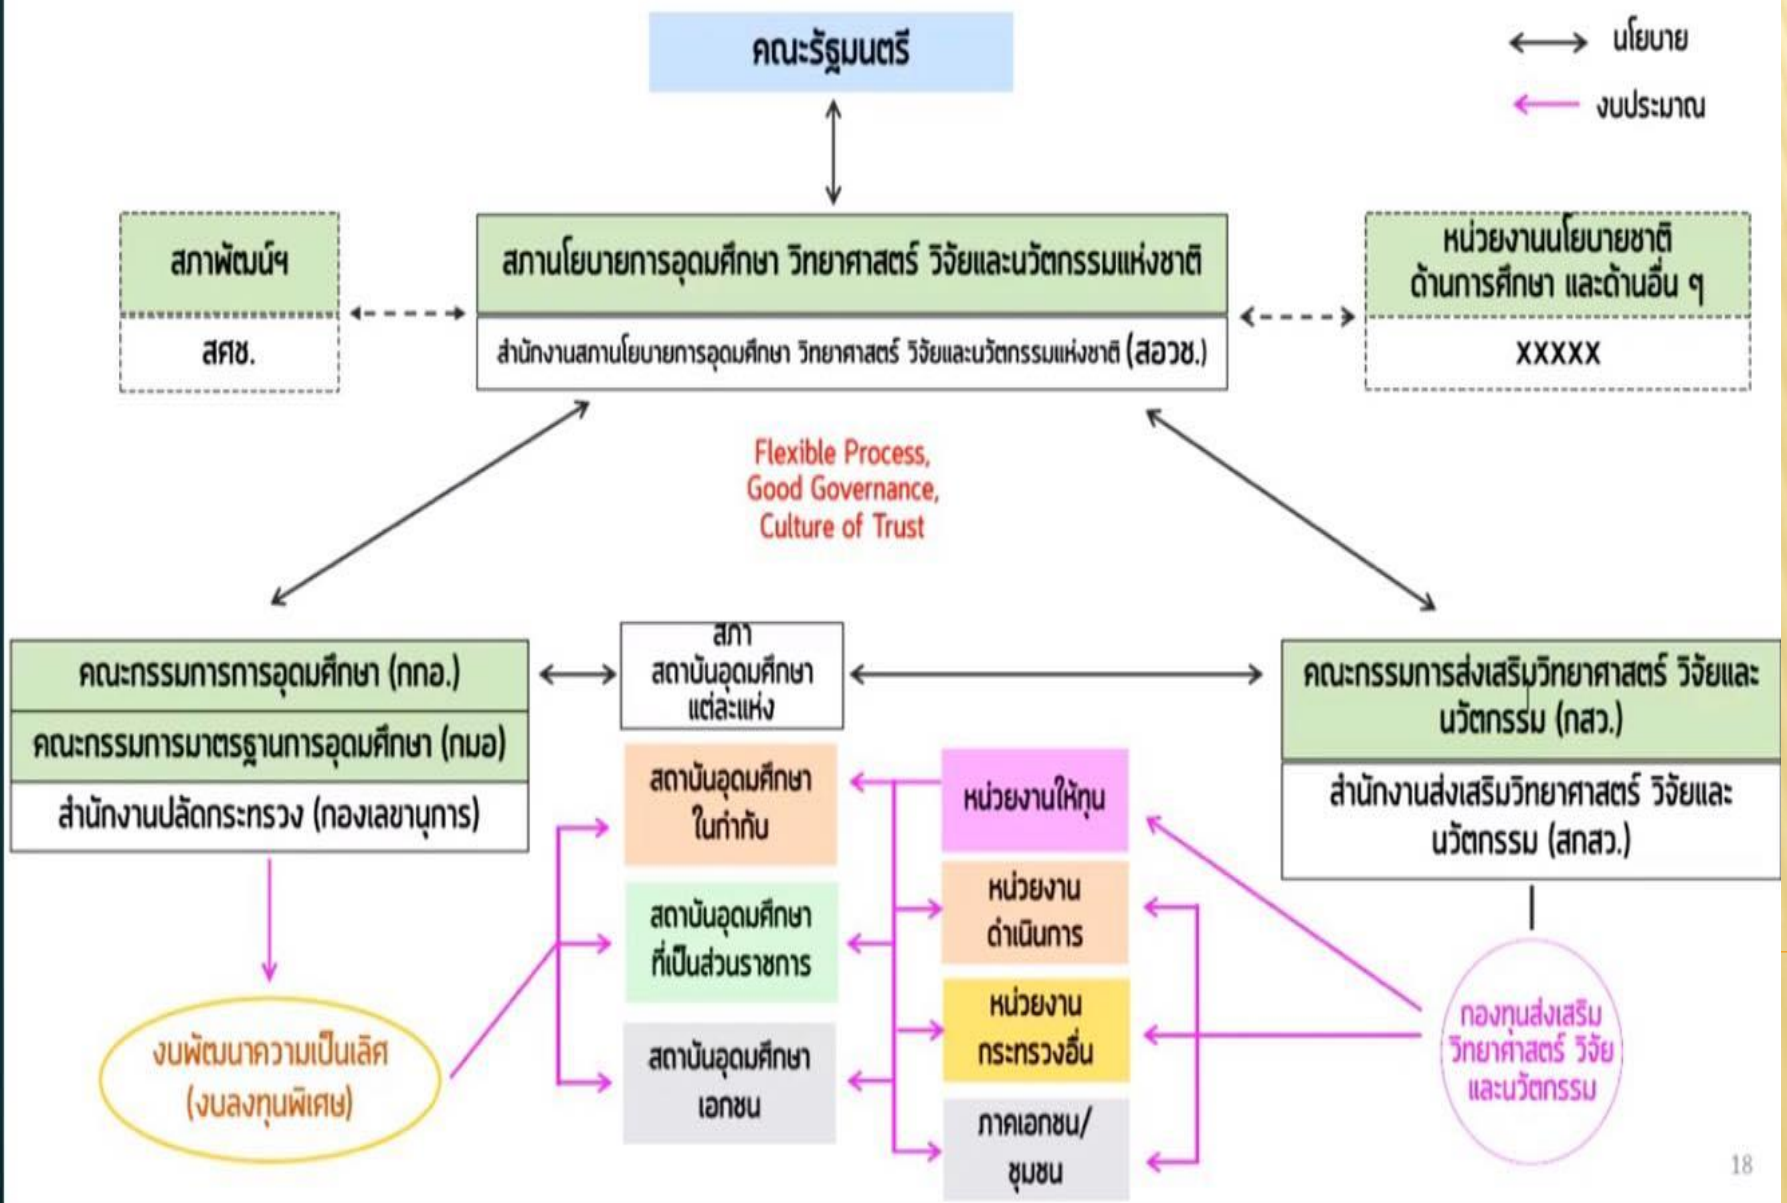 คณะรัฐมนตรี
นโยบาย
งบประมาณ
สภาพัฒน์ฯ
สศช.
สภานโยบายการอุดมศึกษา วิทยาศาสตร์ วิจัยและนวัตกรรมแห่งชาติ
สำนักงานสภานโยบายการอุดมศึกษา วิทยาศาสตร์ วิจัยและนวัตกรรมแห่งชาติ (สอวช.)
หน่วยงานนโยบายชาติ
ด้านการศึกษา และด้านอื่น ๆ
XXXXX
Flexible Process,
Good Governance,
Culture of Trust
คณะกรรมการการอุดมศึกษา (กกอ.)
คณะกรรมการมาตรฐานการอุดมศึกษา (กมอ)
สำนักงานปลัดกระทรวง (กองเลขานุการ)
สภา
สถาบันอุดมศึกษา
แต่ละแห่ง
คณะกรรมการส่งเสริมวิทยาศาสตร์ วิจัยและ
นวัตกรรม (กสว.)
สำนักงานส่งเสริมวิทยาศาสตร์ วิจัยและ
นวัตกรรม (สกสว.)
สถาบันอุดมศึกษา
ในกำกับ
สถาบันอุดมศึกษา
ที่เป็นส่วนราชการ
สถาบันอุดมศึกษา
เอกชน
หน่วยงานให้ทุน
หน่วยงาน
ดำเนินการ
หน่วยงาน
กระทรวงอื่น
ภาคเอกชน/
ชุมชน
งบพัฒนาความเป็นเลิศ
(งบลงทุนพิเศษ)
กองทุนส่งเสริม
วิทยาศาสตร์ วิจัย
และนวัตกรรม
18